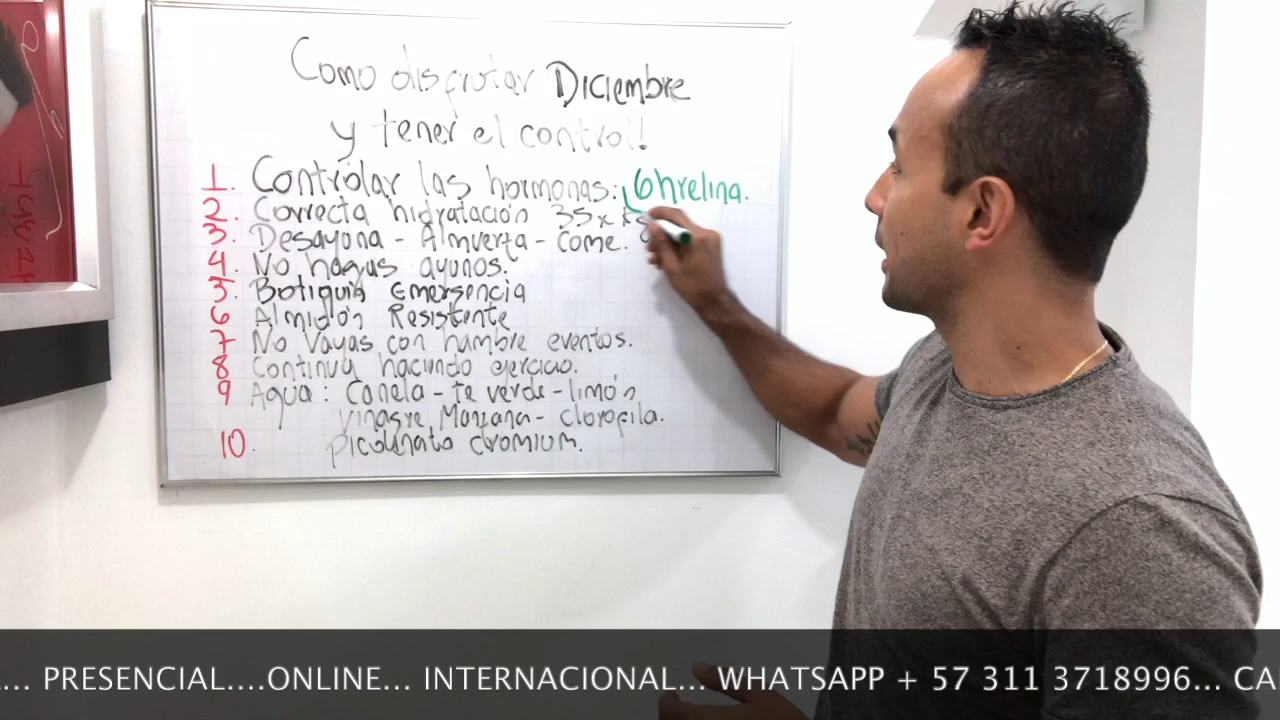 Como disfrutar Diciembre
y tener el control!
1. Controlar las hormonas: Ghrelina.
2. Correcta hidratación 35 x kg
3. Desayuna - Almuerza - Come.
4 No hagas ayunos.
5. Botiquin Emergencia
6 Almidón Resistente
7 No Vayas con hambre eventos.
8 Continua haciendo ejercicio.
9 Agua: Canela - te verde - limón
vinagre Manzana - clorofila.
10. picolinato cromium.
... PRESENCIAL....ONLINE... INTERNACIONAL... WHATSAPP + 57 311 3718996... CA